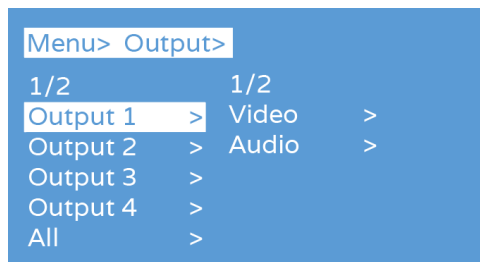 Menu> Output>
1/2 1/2
Output 1 > Video >
Output 2 > Audio >
Output 3 >
Output 4 >
All >